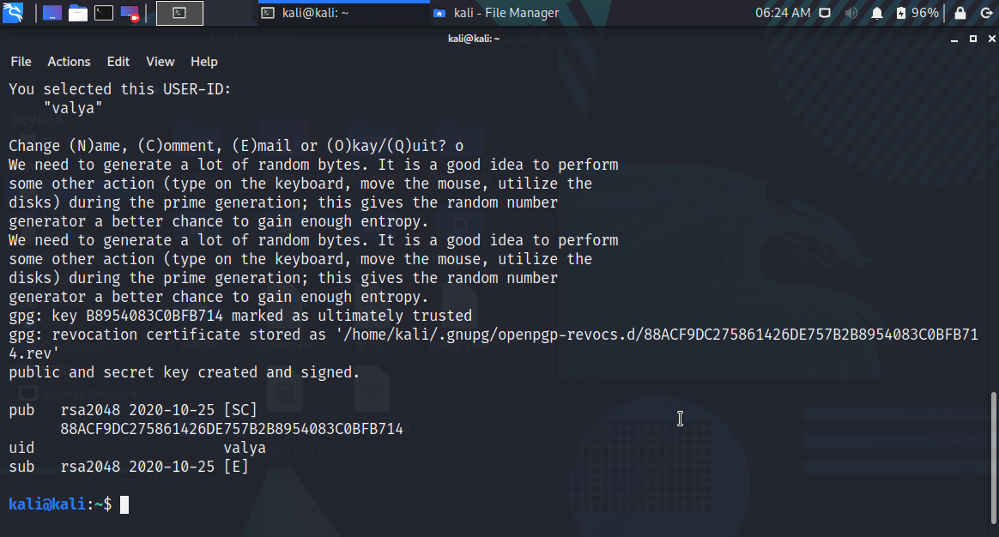 kali@kali: ~
kali - File Manager
06:24 AM
96%
kali@kali: ~
File Actions Edit View Help
You selected this USER-ID:
"valya"
Change (N)ame, (C)omment, (E)mail or (O)kay/(Q)uit? o
We need to generate a lot of random bytes. It is a good idea to perform
some other action (type on the keyboard, move the mouse, utilize the
disks) during the prime generation; this gives the random number
generator a better chance to gain enough entropy.
We need to generate a lot of random bytes. It is a good idea to perform
some other action (type on the keyboard, move the mouse, utilize the
disks) during the prime generation; this gives the random number
generator a better chance to gain enough entropy.
gpg: key B8954083C0BFB714 marked as ultimately trusted
gpg: revocation certificate stored as '/home/kali/.gnupg/openpgp-revocs.d/88ACF9DC275861426DE757B2B8954083C0BFB71
4.rev'
public and secret key created and signed.
pub   rsa2048 2020-10-25 [SC]
88ACF9DC275861426DE757B2B8954083C0BFB714
uid                      valya
sub   rsa2048 2020-10-25 [E]
kali@kali:~$
DEVICES
Browse Network